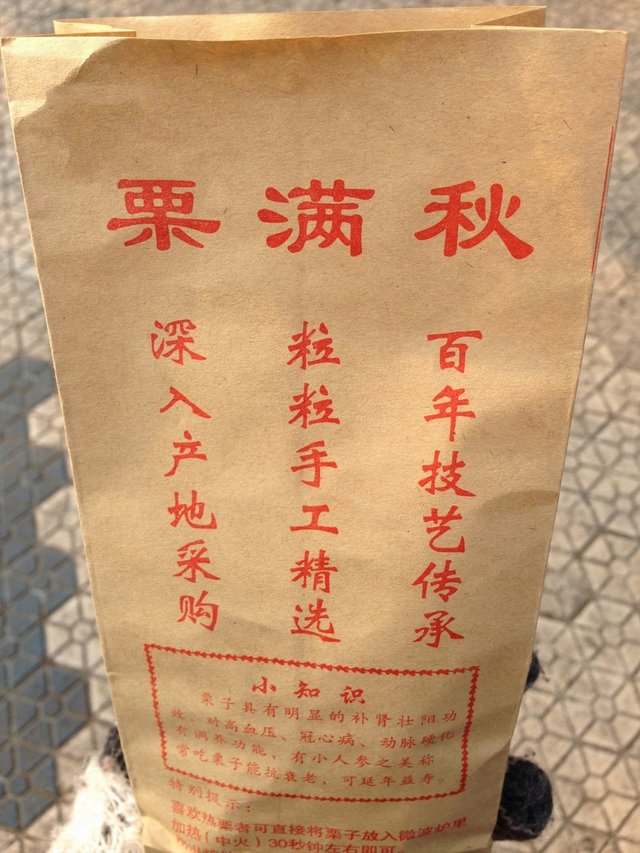 栗满秋
百年技艺传承
粒粒手工精选
深入产地采购
小知识
栗子具有明显的补肾壮阳功
效，对高血压、冠心病、动脉硬化
有调养功能，有小人参之美称
常吃栗子能抗衰老，可延年益寿。
特别提示：
喜欢热栗者可直接将栗子放入微波炉里
加热（中火）30秒钟左右即可。